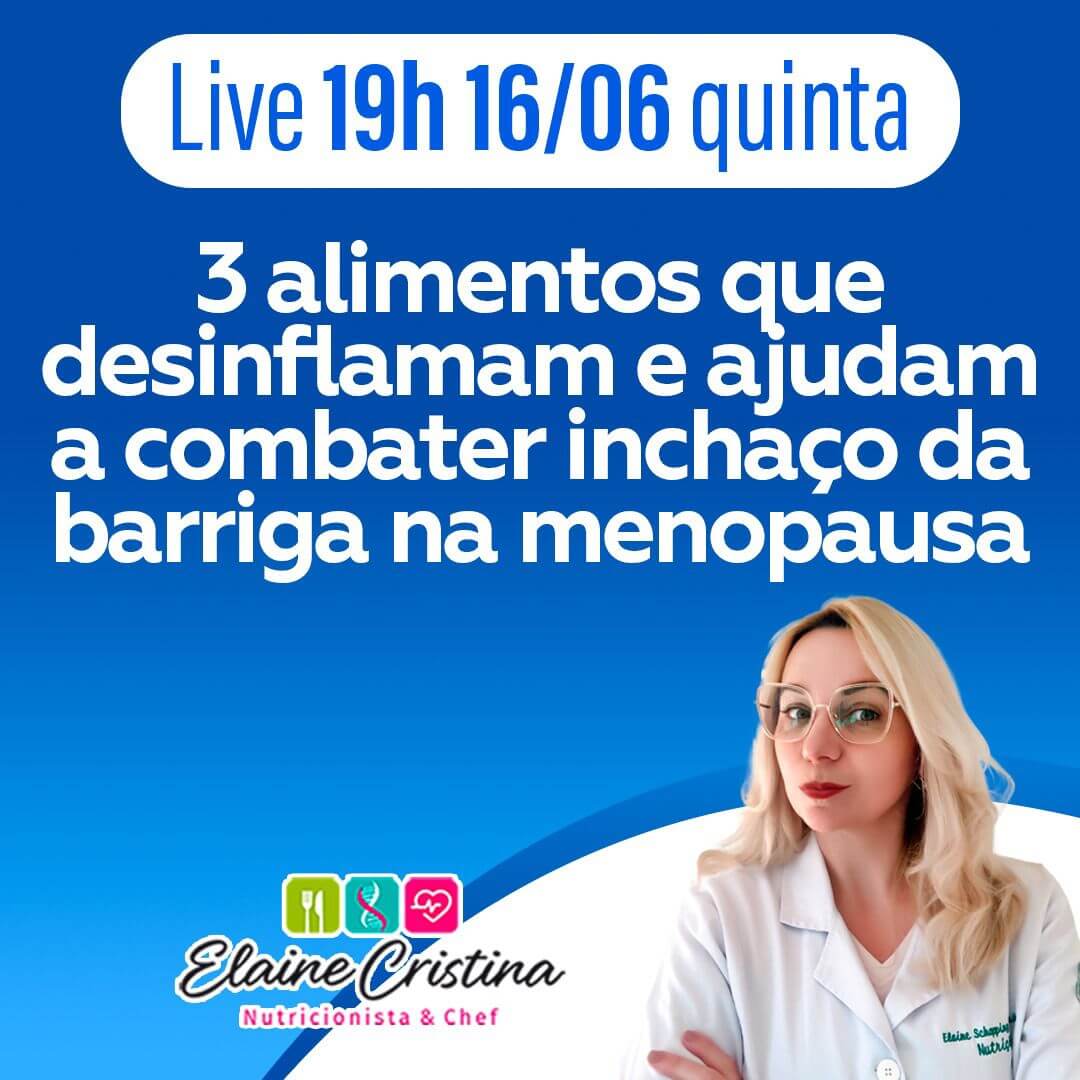 Live 19h 16/06 quinta
3 alimentos que
desinflamam e ajudam
a combater inchaço da
barriga na menopausa
Elaine Cristina
Nutricionista & Chef
Elaine